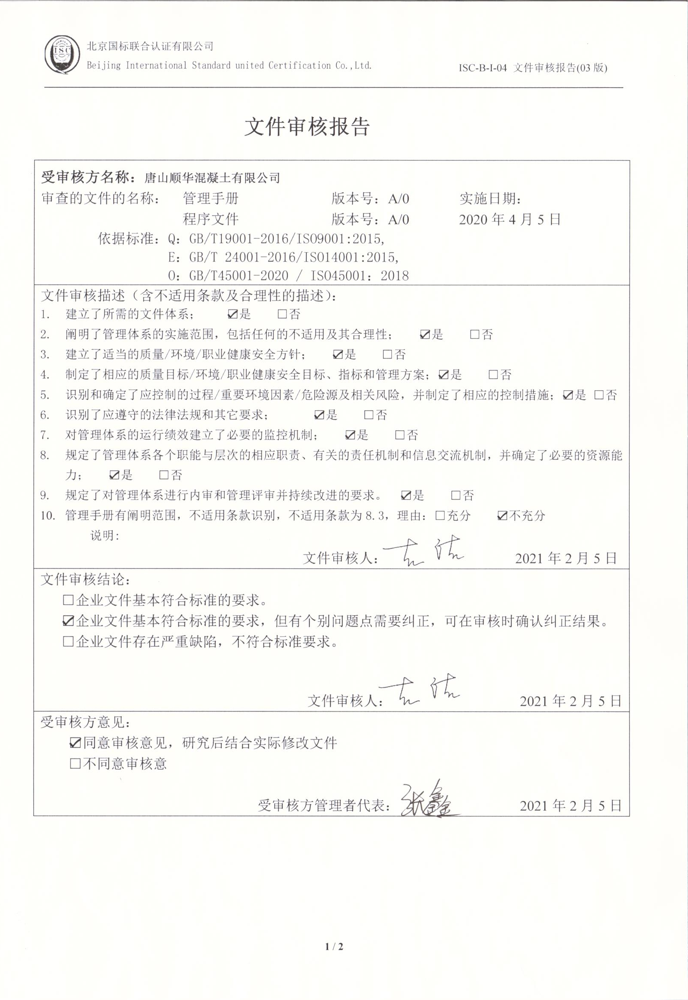 ISC
北京国标联合认证有限公司
Beijing International Standard united Certification Co.,Ltd.
ISC-B-I-04 文件审核报告(03 版)
文件审核报告
受审核方名称：唐山顺华混凝土有限公司
审查的文件的名称： 管理手册 版本号：A/0 实施日期：
程序文件 版本号：A/0 2020 年 4 月 5 日
依据标准：Q：GB/T19001-2016/ISO9001:2015,
E：GB/T 24001-2016/ISO14001:2015,
O：GB/T45001-2020 / ISO45001：2018
文件审核描述（含不适用条款及合理性的描述）：
1. 建立了所需的文件体系； ☑是 □否
2. 阐明了管理体系的实施范围，包括任何的不适用及其合理性； ☑是 □否
3. 建立了适当的质量/环境/职业健康安全方针； ☑是 □否
4. 制定了相应的质量目标/环境/职业健康安全目标、指标和管理方案；☑是 □否
5. 识别和确定了应控制的过程/重要环境因素/危险源及相关风险，并制定了相应的控制措施；☑是 □否
6. 识别了应遵守的法律法规和其它要求； ☑是 □否
7. 对管理体系的运行绩效建立了必要的监控机制； ☑是 □否
8. 规定了管理体系各个职能与层次的相应职责、有关的责任机制和信息交流机制，并确定了必要的资源能
力； ☑是 □否
9. 规定了对管理体系进行内审和管理评审并持续改进的要求。 ☑是 □否
10. 管理手册有阐明范围，不适用条款识别，不适用条款为 8.3，理由：□充分 ☑不充分
说明：
文件审核人： 2021 年 2 月 5 日
文件审核结论：
□企业文件基本符合标准的要求。
☑企业文件基本符合标准的要求，但有个别问题点需要纠正，可在审核时确认纠正结果。
□企业文件存在严重缺陷，不符合标准要求。
文件审核人： 2021 年 2 月 5 日
受审核方意见：
☑同意审核意见，研究后结合实际修改文件
□不同意审核意
受审核方管理者代表：张鑫 2021 年 2 月 5 日
1 / 2